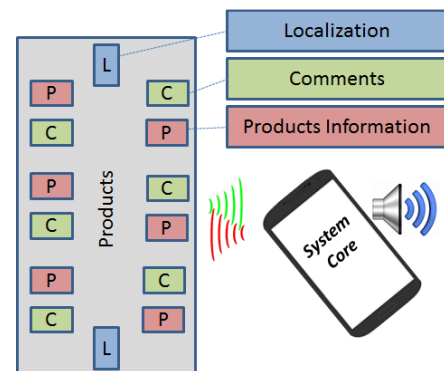 L
Localization
P
C
Comments
C
P
Products Information
P
C
C
P
Products
P
C
C
P
L
System
Core